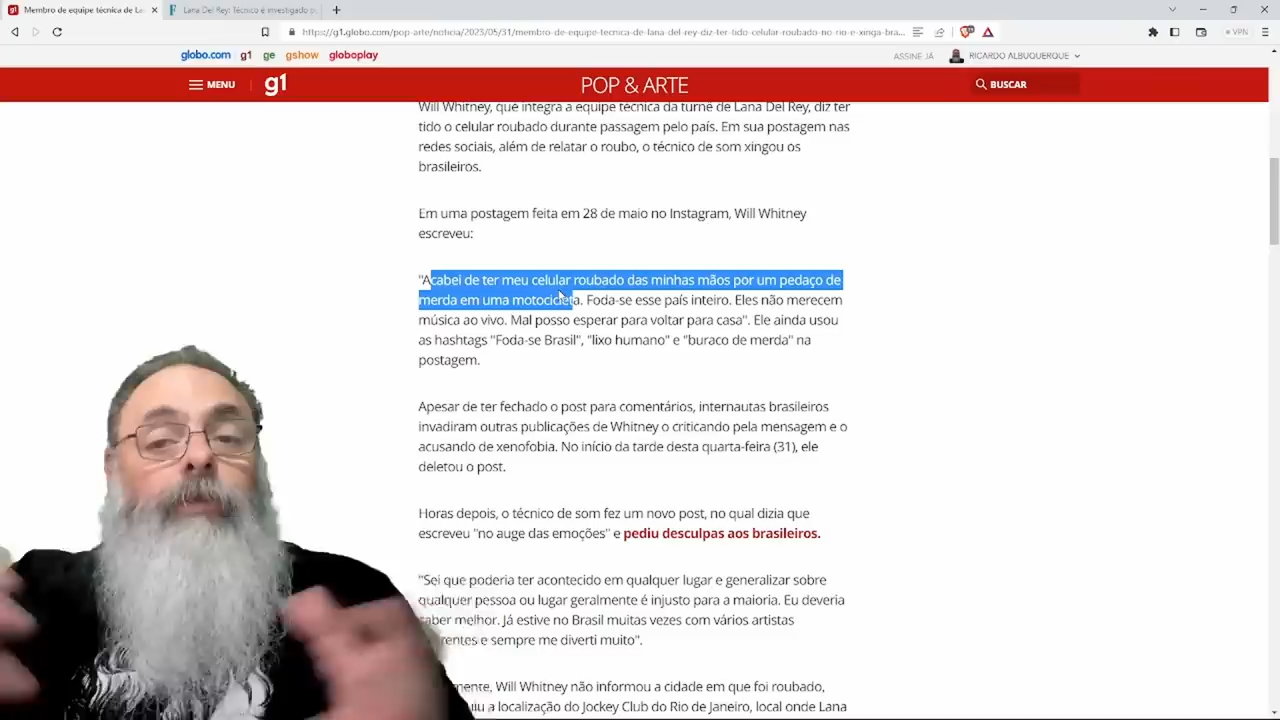 Membro de equipe técnica de La
Lana Del Rey: Técnico é investigado
https://g1.globo.com/pop-arte/noticia/2023/05/31/membro-de-equipe-tecnica-de-lana-del-rey-diz-ter-tido-celular-roubado-no-rio-e-xinga-bra...
VPN
globo.com g1 ge gshow globoplay
ASSINE JÁ
RICARDO ALBUQUERQUE
MENU
g1
POP & ARTE
BUSCAR
Will Whitney, que integra a equipe técnica da turnê de Lana Del Rey, diz ter
tido o celular roubado durante passagem pelo país. Em sua postagem nas
redes sociais, além de relatar o roubo, o técnico de som xingou os
brasileiros.
Em uma postagem feita em 28 de maio no Instagram, Will Whitney
escreveu:
"Acabei de ter meu celular roubado das minhas mãos por um pedaço de
merda em uma motocicleta. Foda-se esse país inteiro. Eles não merecem
música ao vivo. Mal posso esperar para voltar para casa". Ele ainda usou
as hashtags "Foda-se Brasil", "lixo humano" e "buraco de merda" na
postagem.
Apesar de ter fechado o post para comentários, internautas brasileiros
invadiram outras publicações de Whitney o criticando pela mensagem e o
acusando de xenofobia. No início da tarde desta quarta-feira (31), ele
deletou o post.
Horas depois, o técnico de som fez um novo post, no qual dizia que
escreveu "no auge das emoções" e pediu desculpas aos brasileiros.
"Sei que poderia ter acontecido em qualquer lugar e generalizar sobre
qualquer pessoa ou lugar geralmente é injusto para a maioria. Eu deveria
saber melhor. Já estive no Brasil muitas vezes com vários artistas
e sempre me diverti muito".
Will Whitney não informou a cidade em que foi roubado,
a localização do Jockey Club do Rio de Janeiro, local onde Lana